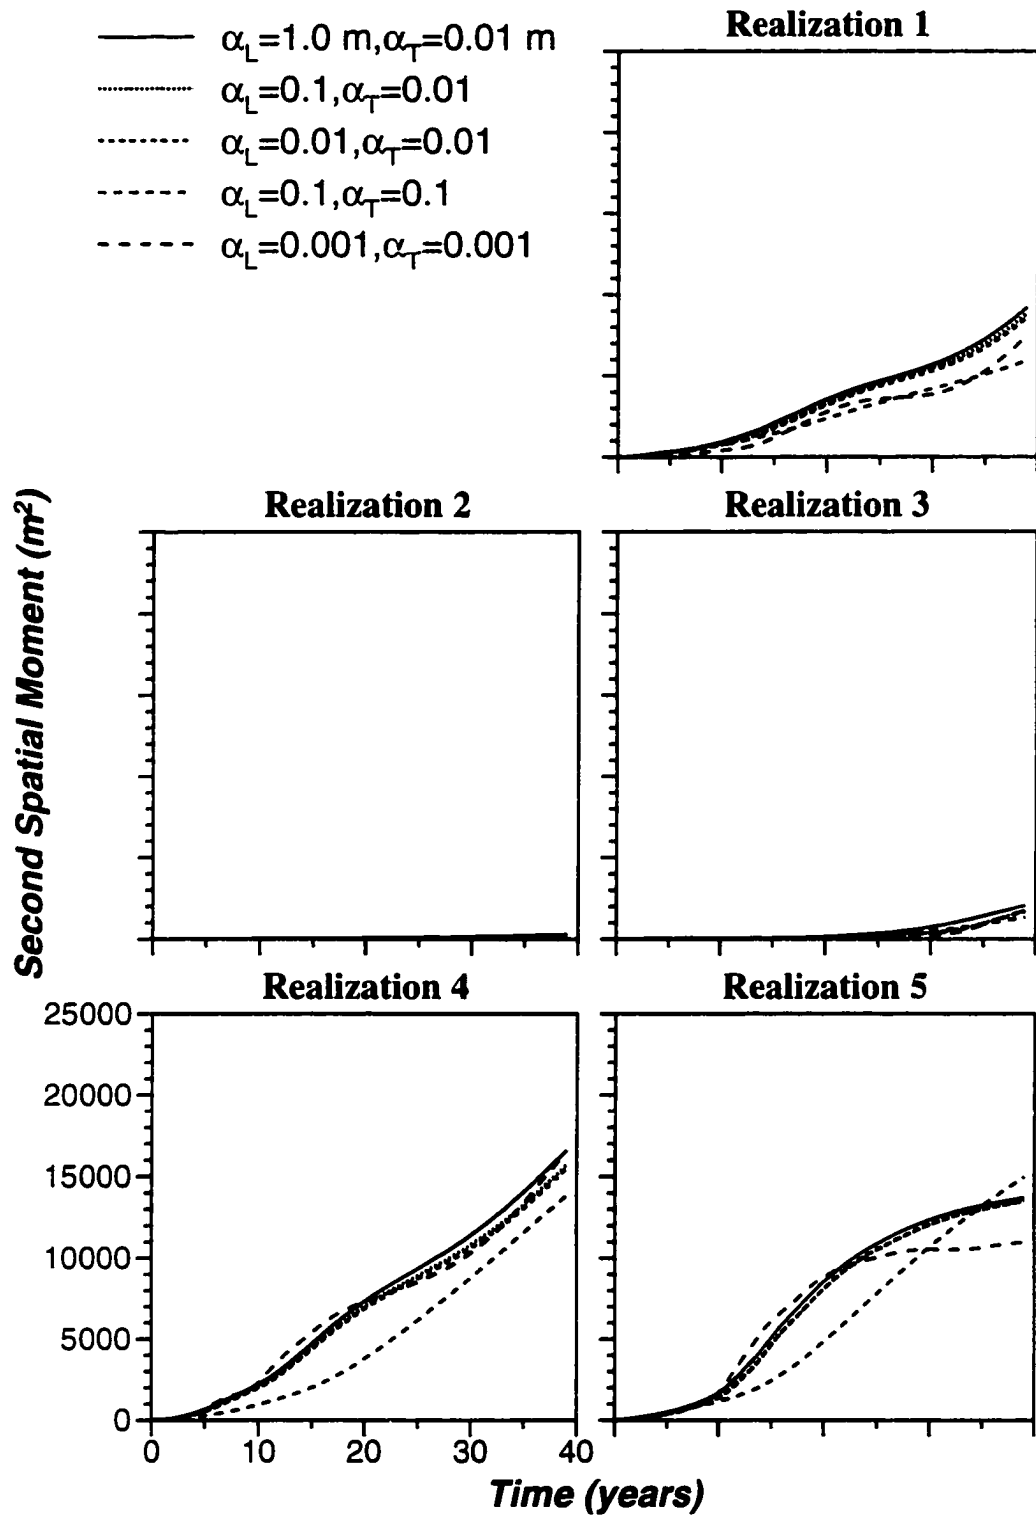 α_L=1.0 m,α_T=0.01 m
α_L=0.1,α_T=0.01
α_L=0.01,α_T=0.01
α_L=0.1,α_T=0.1
α_L=0.001,α_T=0.001
Realization 1
Realization 2
Realization 3
Second Spatial Moment (m²)
Realization 4
Realization 5
25000
20000
15000
10000
5000
0
0 10 20 30 40
Time (years)